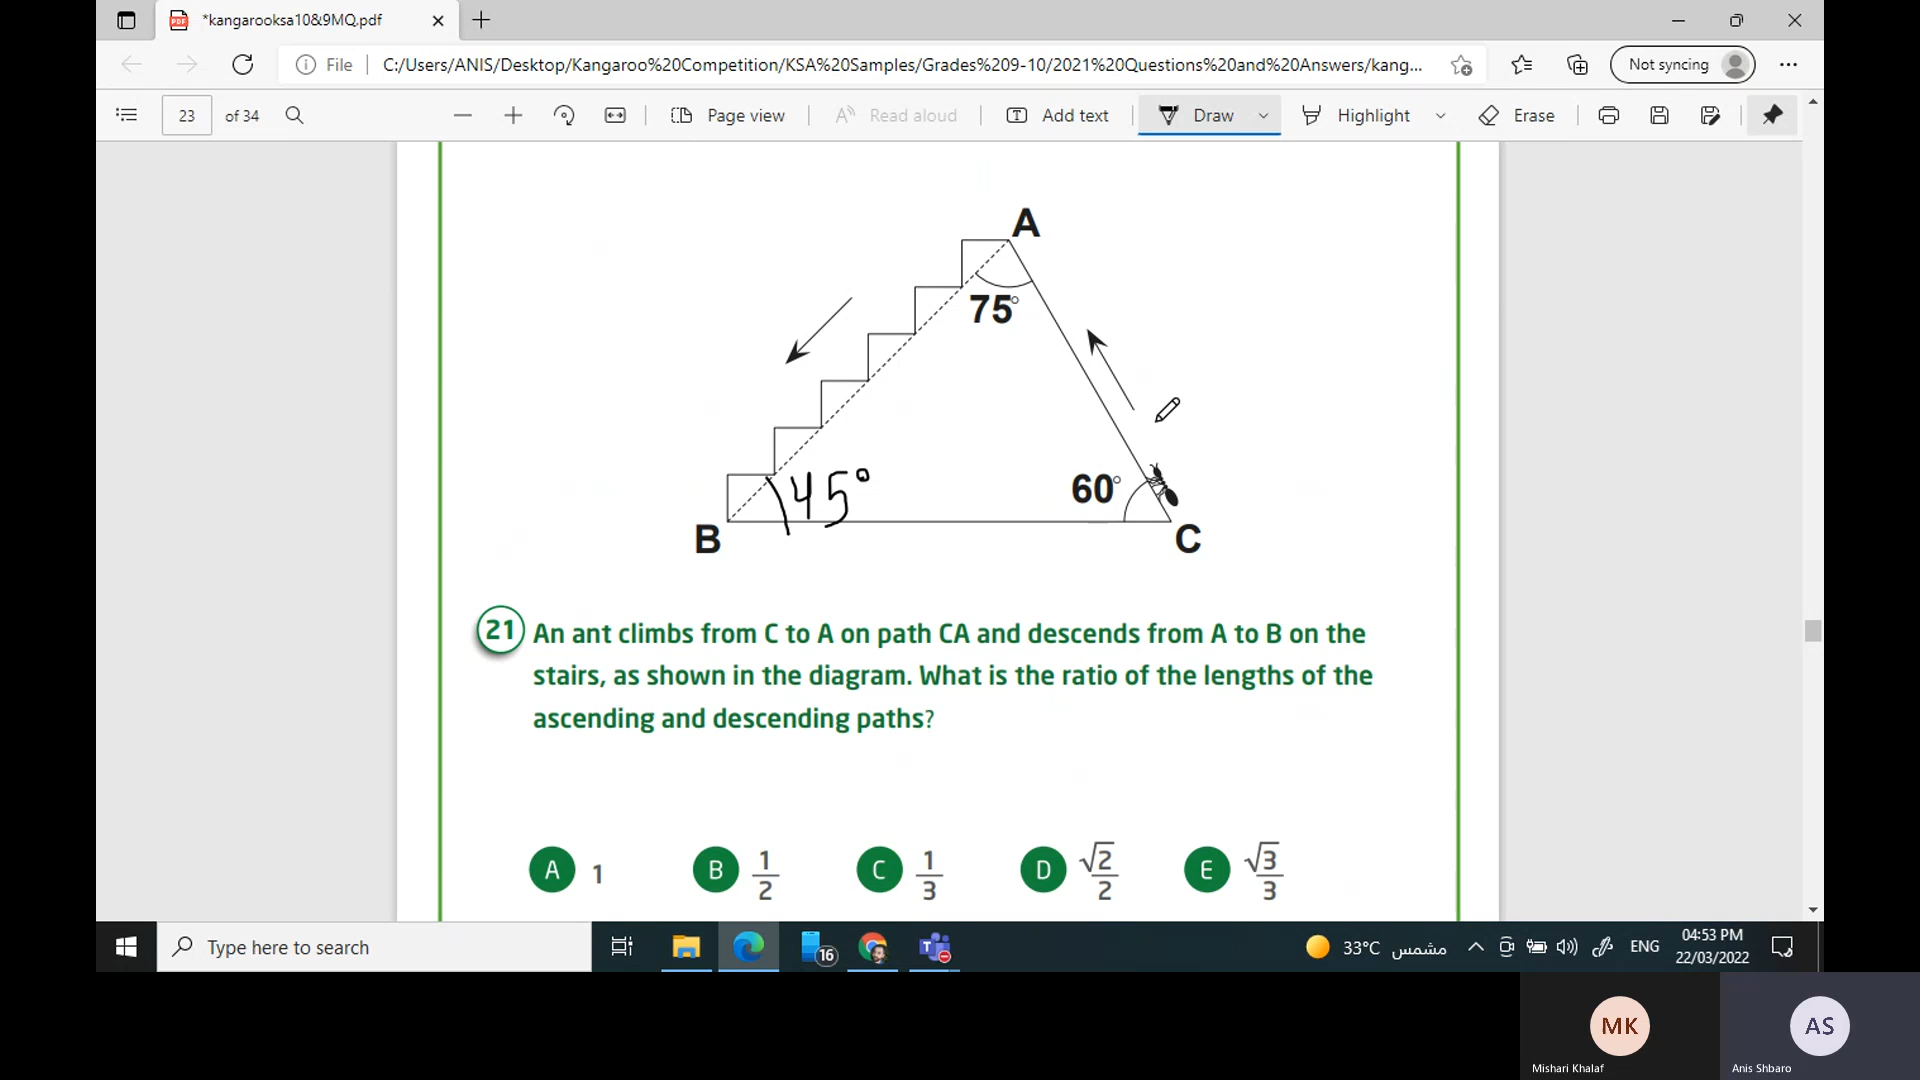 *kangarooksa10&9MQ.pdf
File
C:/Users/ANIS/Desktop/Kangaroo%20Competition/KSA%20Samples/Grades%209-10/2021%20Questions%20and%20Answers/kang...
Not syncing
23 of 34
Page view
Read aloud
Add text
Draw
Highlight
Erase
A
75°
45°
60°
B
C
21 An ant climbs from C to A on path CA and descends from A to B on the
stairs, as shown in the diagram. What is the ratio of the lengths of the
ascending and descending paths?
A 1 B 1/2 C 1/3 D √2/2 E √3/3
Type here to search
16
33°C مشمس
ENG
04:53 PM
22/03/2022
MK
Mishari Khalaf
AS
Anis Shbaro